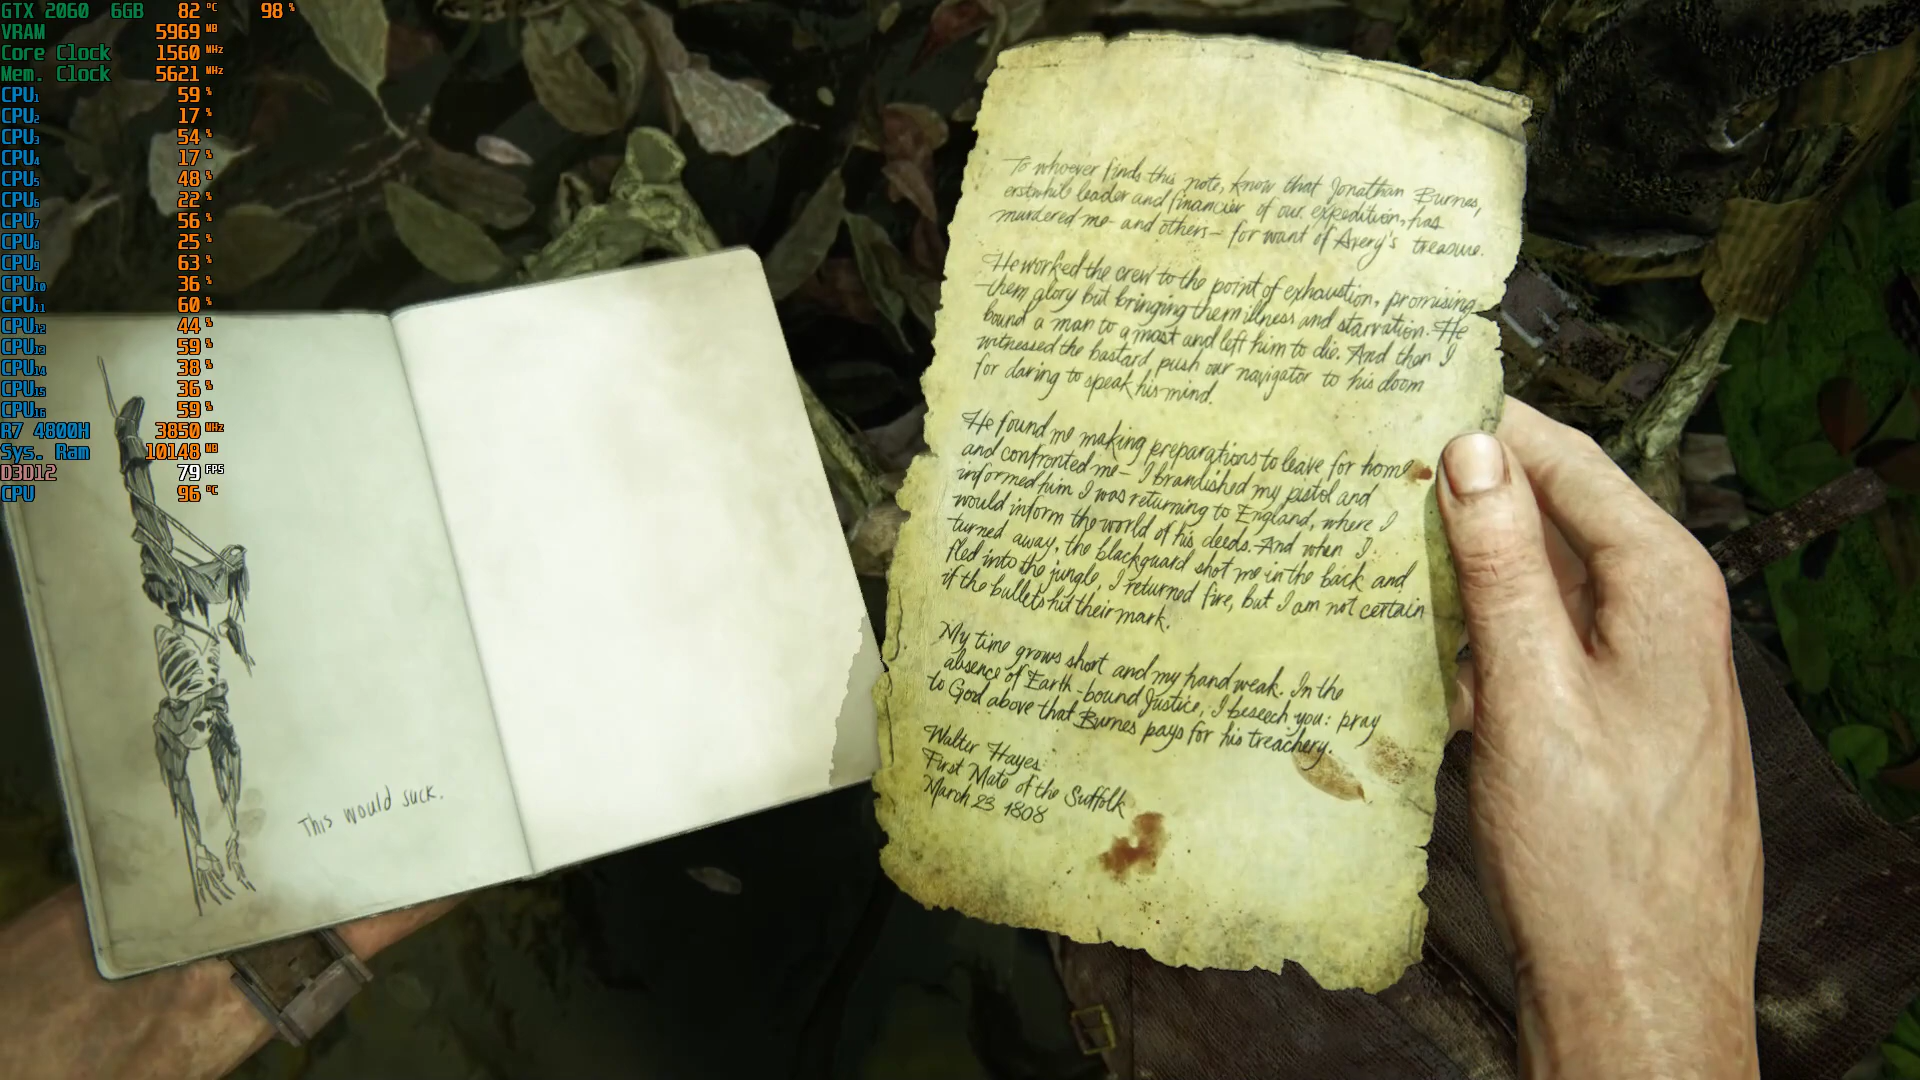 GTX 2060 6GB 82 °C 98 %
VRAM 5969 MB
Core Clock 1560 MHz
Mem. Clock 5621 MHz
CPU1 59 %
CPU2 17 %
CPU3 54 %
CPU4 17 %
CPU5 48 %
CPU6 22 %
CPU7 56 %
CPU8 25 %
CPU9 63 %
CPU10 36 %
CPU11 60 %
CPU12 44 %
CPU13 59 %
CPU14 38 %
CPU15 36 %
CPU16 59 %
R7 4800H 3850 MHz
Sys. Ram 10148 MB
D3D12 79 FPS
CPU 96 °C
This would suck.
To whoever finds this note, know that Jonathan Burnes,
erstwhile leader and financier of our expedition, has
murdered me - and others - for want of Avery's treasure.
He worked the crew to the point of exhaustion, promising
them glory but bringing them illness and starvation. He
bound a man to a mast and left him to die. And then I
witnessed the bastard push our navigator to his doom
for daring to speak his mind.
He found me making preparations to leave for home
and confronted me - I brandished my pistol and
informed him I was returning to England, where I
would inform the world of his deeds. And when I
turned away, the blackguard shot me in the back and
fled into the jungle, I returned fire, but I am not certain
if the bullets hit their mark.
My time grows short and my hand weak. In the
absence of Earth-bound Justice, I beseech you: pray
to God above that Burnes pays for his treachery.
Walter Hayes
First Mate of the Suffolk
March 23 1808